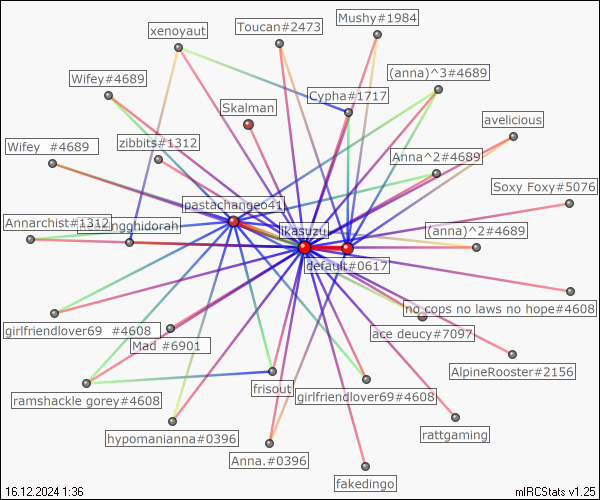 Mushy#1984
Toucan#2473
xenoyaut
(anna)^3#4689
Wifey#4689
Cypha#1717
Skalman
avelicious
zibbits#1312
Wifey #4689
Anna^2#4689
Soxy Foxy#5076
pastachangeo41
Annarchist#1312
ngghidorah
ikasuzu
(anna)^2#4689
default#0617
no cops no laws no hope#4608
girlfriendlover69 #4608
ace deucy#7097
Mad #6901
AlpineRooster#2156
frisout
girlfriendlover69#4608
ramshackle gorey#4608
hypomanianna#0396
rattgaming
Anna.#0396
fakedingo
16.12.2024 1:36
mIRCStats v1.25